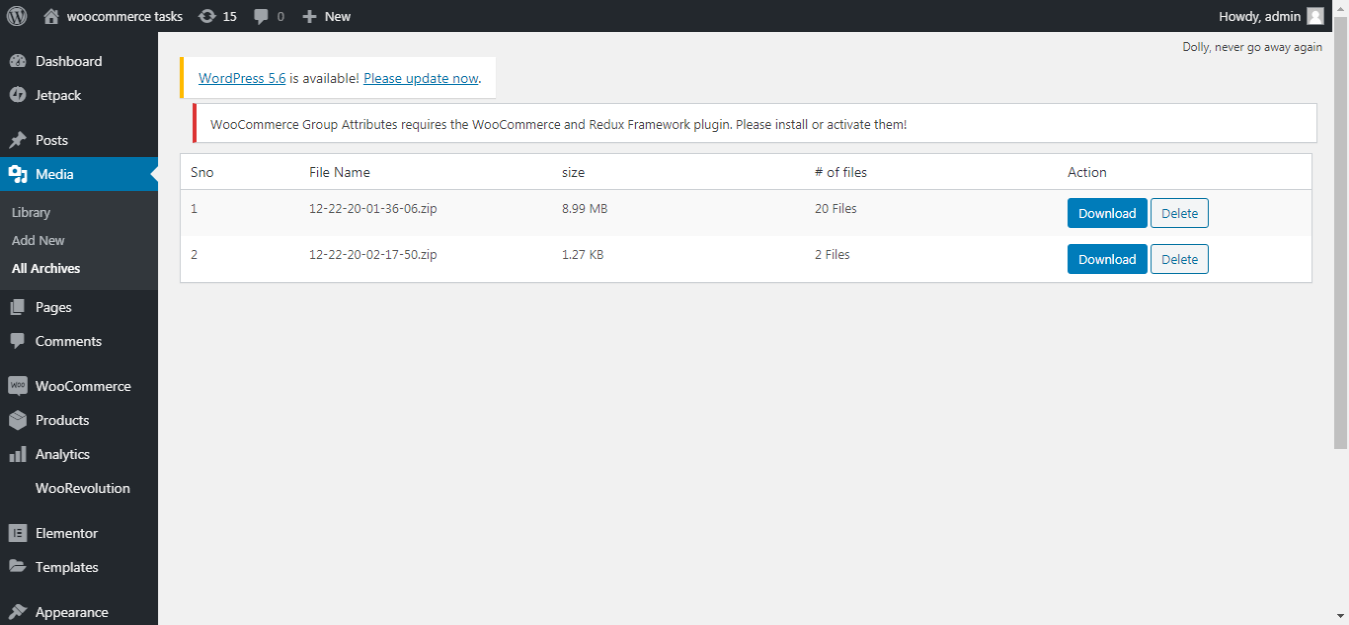 woocommerce tasks 15 0 New Howdy, admin
Dolly, never go away again
Dashboard
Jetpack
Posts
Media
Library
Add New
All Archives
Pages
Comments
WooCommerce
Products
Analytics
WooRevolution
Elementor
Templates
Appearance
WordPress 5.6 is available! Please update now.
WooCommerce Group Attributes requires the WooCommerce and Redux Framework plugin. Please install or activate them!
Sno File Name size # of files Action
1 12-22-20-01-36-06.zip 8.99 MB 20 Files Download Delete
2 12-22-20-02-17-50.zip 1.27 KB 2 Files Download Delete